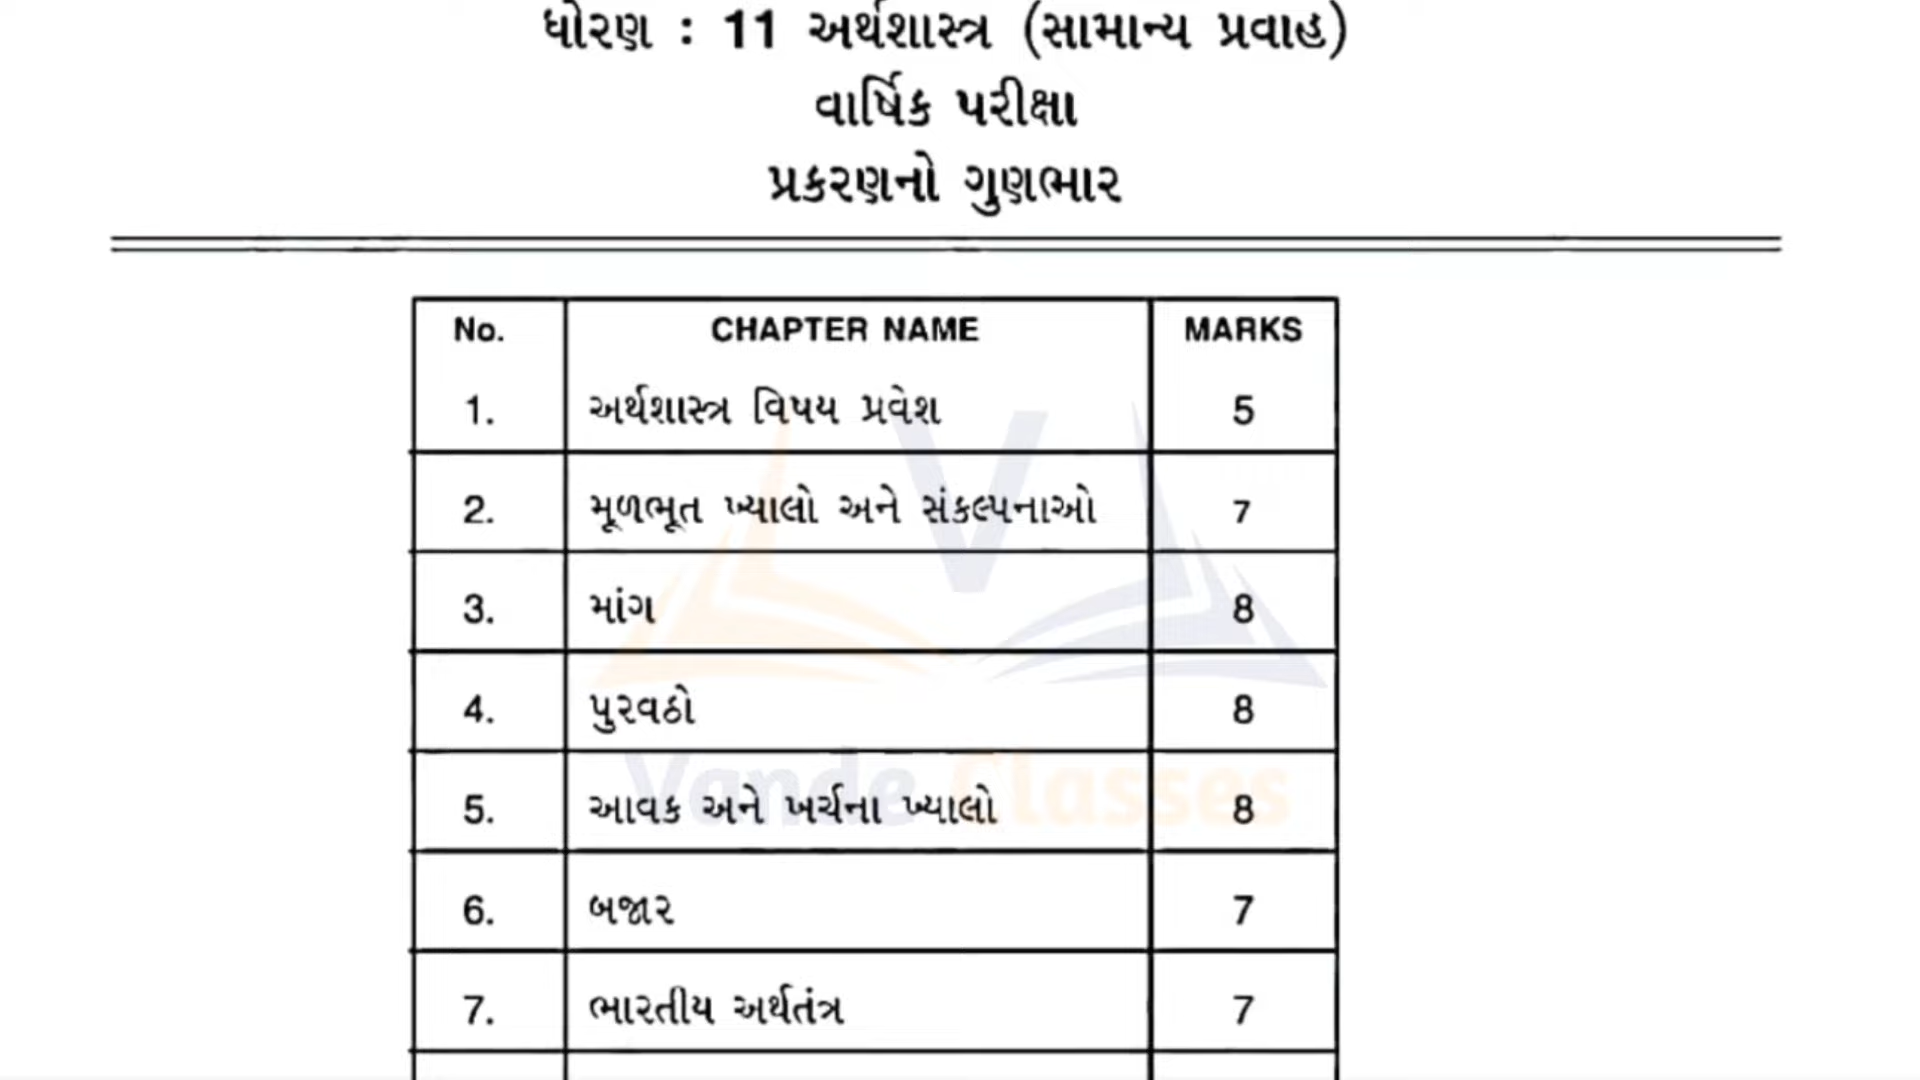 ધોરણ : 11 અર્થશાસ્ત્ર (સામાન્ય પ્રવાહ)
વાર્ષિક પરીક્ષા
પ્રકરણનો ગુણભાર
No. CHAPTER NAME MARKS
1. અર્થશાસ્ત્ર વિષય પ્રવેશ 5
2. મૂળભૂત ખ્યાલો અને સંકલ્પનાઓ 7
3. માંગ 8
4. પુરવઠો 8
Vande Classes
5. આવક અને ખર્ચના ખ્યાલો 8
6. બજાર 7
7. ભારતીય અર્થતંત્ર 7